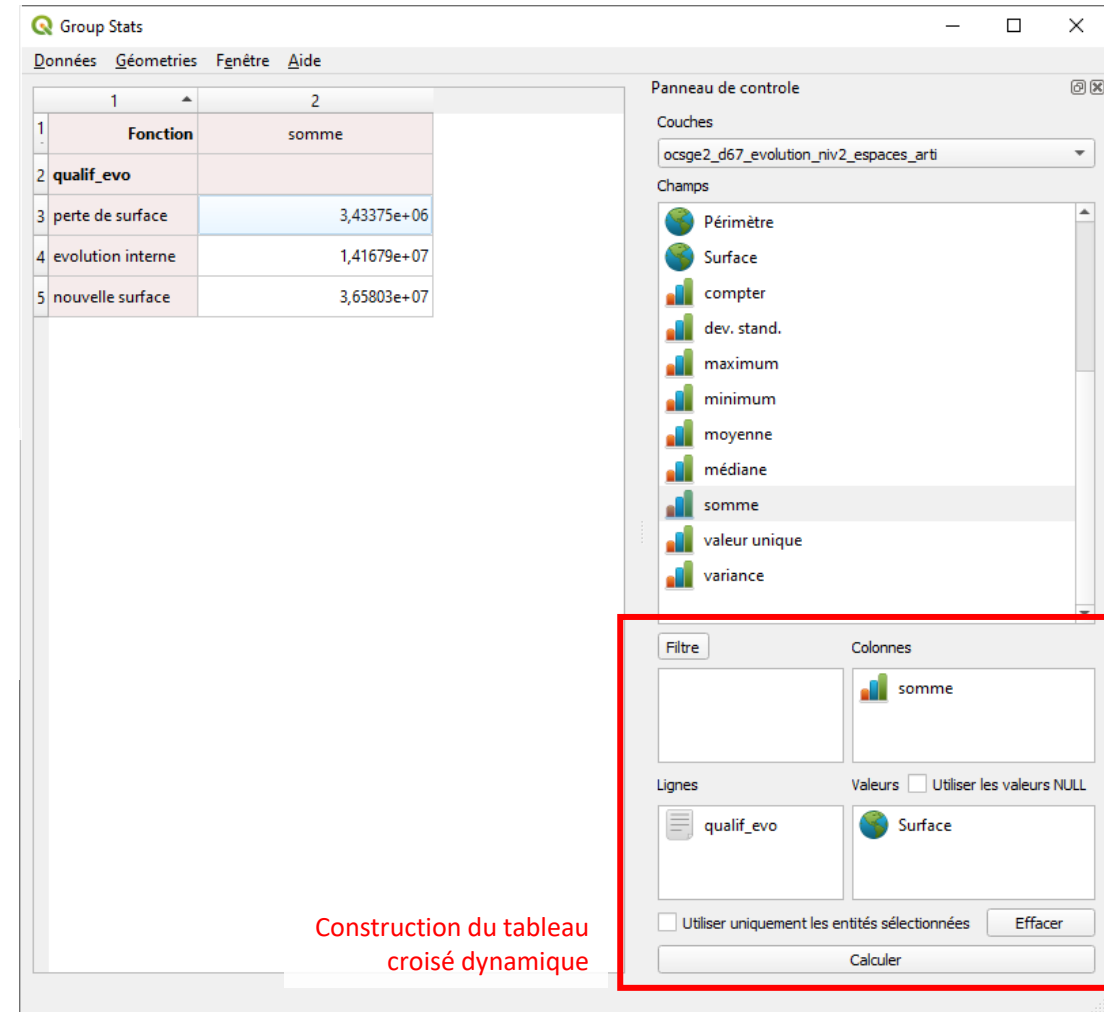 Group Stats
Données Géometries Fenêtre Aide
1 2
1 Fonction somme
2 qualif_evo
3 perte de surface 3,43375e+06
4 evolution interne 1,41679e+07
5 nouvelle surface 3,65803e+07
Panneau de controle
Couches
ocsge2_d67_evolution_niv2_espaces_arti
Champs
Périmètre
Surface
compter
dev. stand.
maximum
minimum
moyenne
médiane
somme
valeur unique
variance
Filtre Colonnes
somme
Lignes Valeurs Utiliser les valeurs NULL
qualif_evo Surface
Utiliser uniquement les entités sélectionnées Effacer
Calculer
Construction du tableau
croisé dynamique